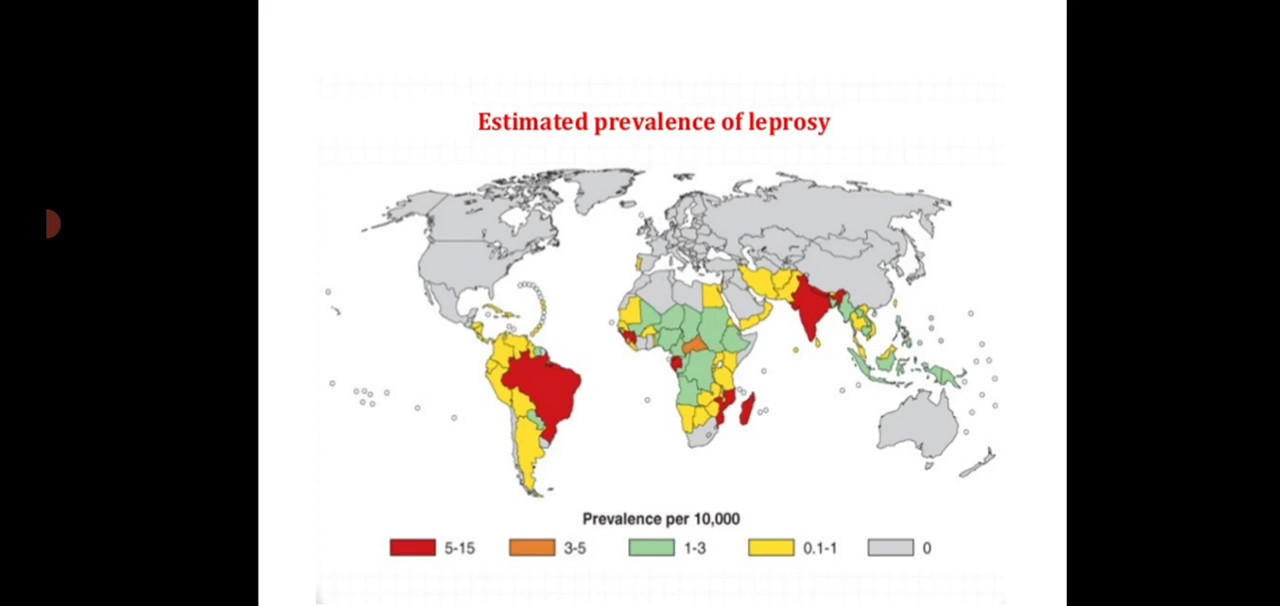 Estimated prevalence of leprosy
Prevalence per 10,000
5-15 3-5 1-3 0.1-1 0